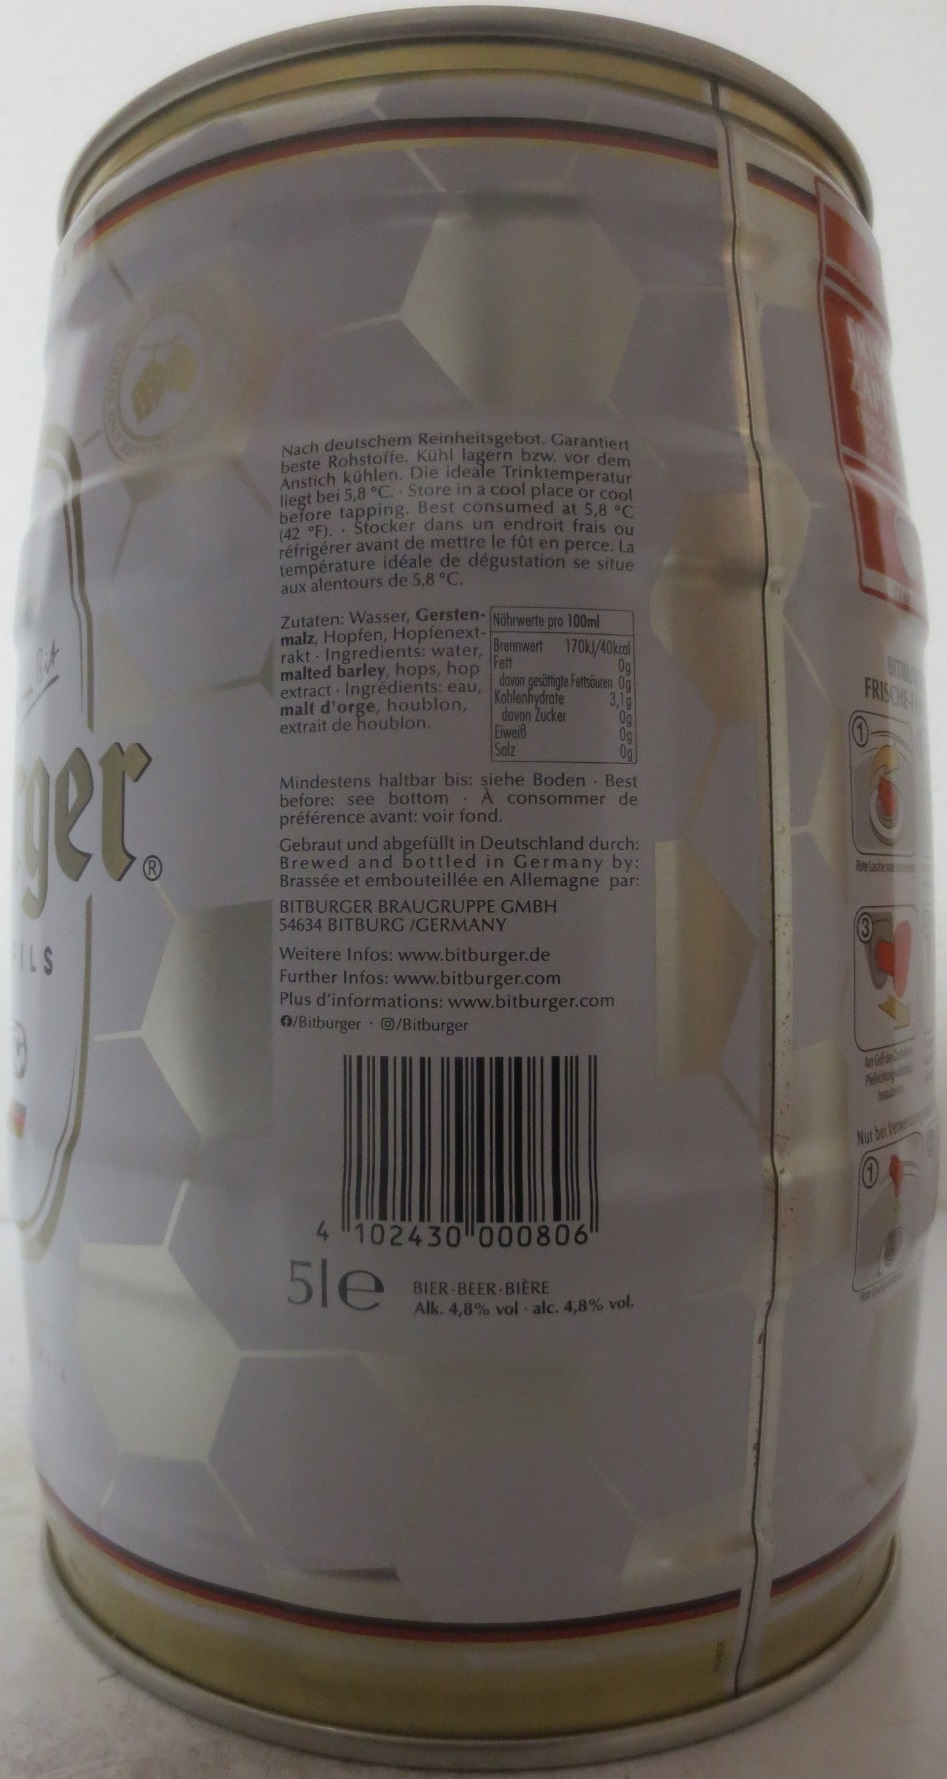 Nach deutschem Reinheitsgebot. Garantiert
beste Rohstoffe. Kühl lagern bzw. vor dem
Anstich kühlen. Die ideale Trinktemperatur
liegt bei 5,8 °C. · Store in a cool place or cool
before tapping. Best consumed at 5,8 °C
(42 °F). · Stocker dans un endroit frais ou
réfrigérer avant de mettre le fût en perce. La
température idéale de dégustation se situe
aux alentours de 5,8 °C.
Zutaten: Wasser, Gersten-
malz, Hopfen, Hopfenext-
rakt · Ingredients: water,
malted barley, hops, hop
extract · Ingrédients: eau,
malt d'orge, houblon,
extrait de houblon.
Nährwerte pro 100ml
Brennwert 170kJ/40kcal
Fett 0g
davon gesättigte Fettsäuren 0g
Kohlenhydrate 3,1g
davon Zucker 0g
Eiweiß 0g
Salz 0g
Mindestens haltbar bis: siehe Boden · Best
before: see bottom · À consommer de
préférence avant: voir fond.
Gebraut und abgefüllt in Deutschland durch:
Brewed and bottled in Germany by:
Brassée et embouteillée en Allemagne par:
BITBURGER BRAUGRUPPE GMBH
54634 BITBURG /GERMANY
Weitere Infos: www.bitburger.de
Further Infos: www.bitburger.com
Plus d'informations: www.bitburger.com
/Bitburger · /Bitburger
4 102430 000806
5l e
BIER·BEER·BIÈRE
Alk. 4,8% vol · alc. 4,8% vol.
ger®
ILS
1
Rote Lasche
3
Nur bei
1